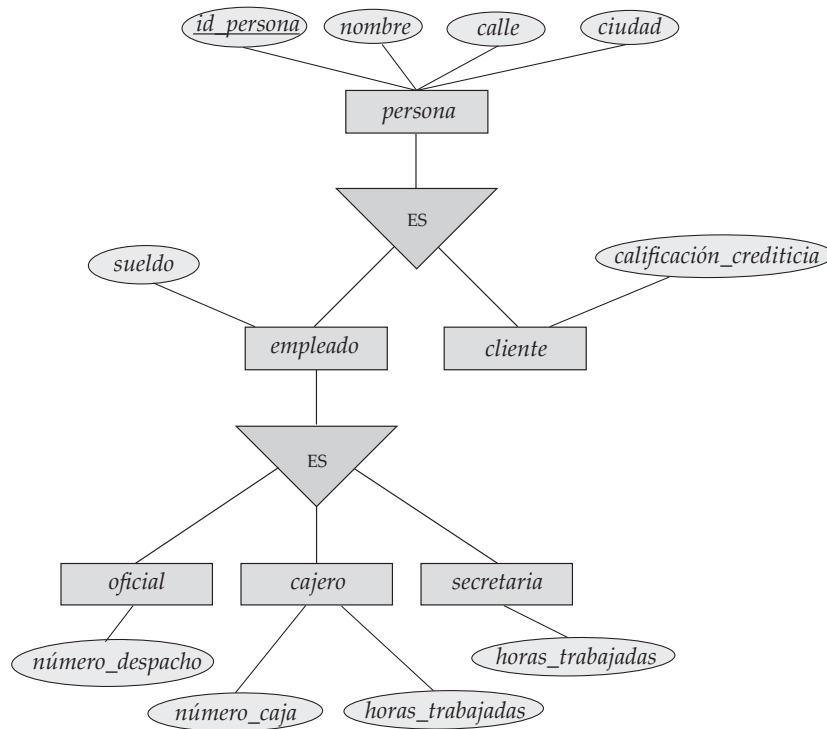 id_persona
nombre
calle
ciudad
persona
ES
sueldo
calificación_crediticia
empleado
cliente
ES
oficial
cajero
secretaria
número_despacho
horas_trabajadas
número_caja
horas_trabajadas